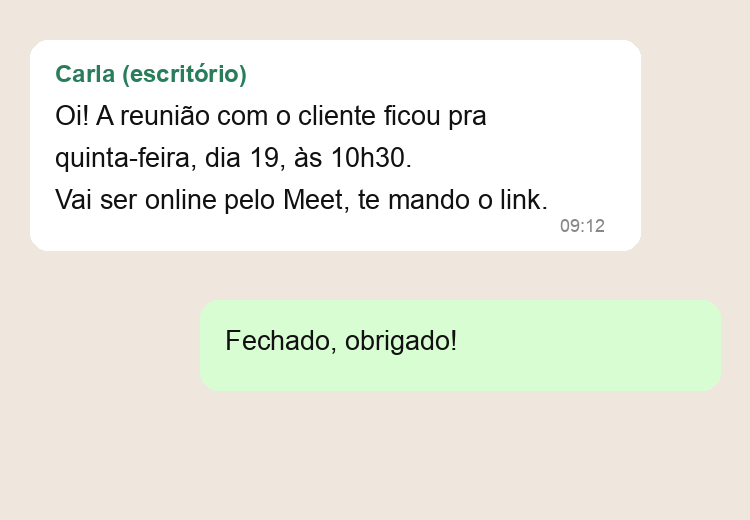 Carla (escritório)
Oi! A reunião com o cliente ficou pra
quinta-feira, dia 19, às 10h30.
Vai ser online pelo Meet, te mando o link.
09:12
Fechado, obrigado!